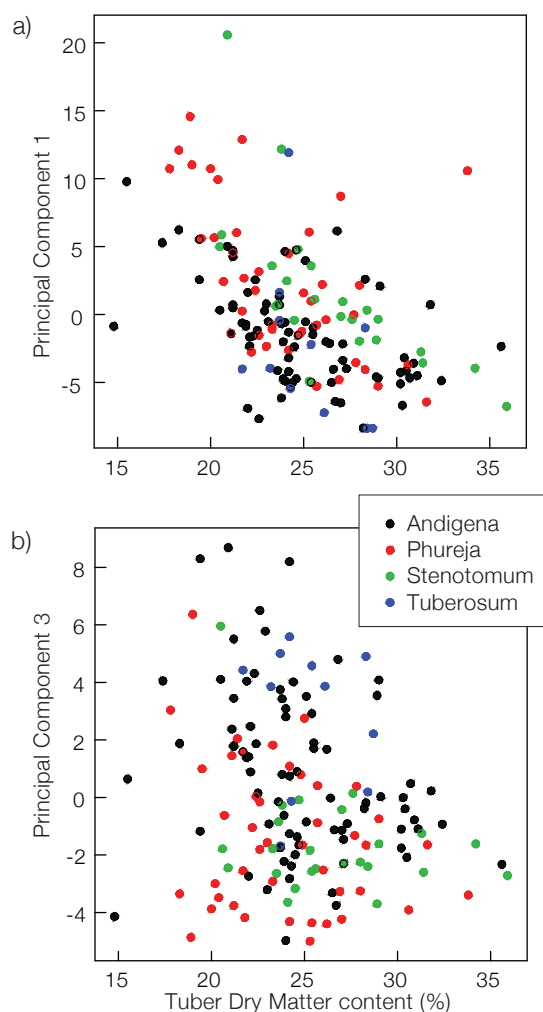 a)
20
15
10
5
0
-5
Principal Component 1
15 20 25 30 35
b)
Andigena
Phureja
Stenotomum
Tuberosum
8
6
4
2
0
-2
-4
Principal Component 3
15 20 25 30 35
Tuber Dry Matter content (%)